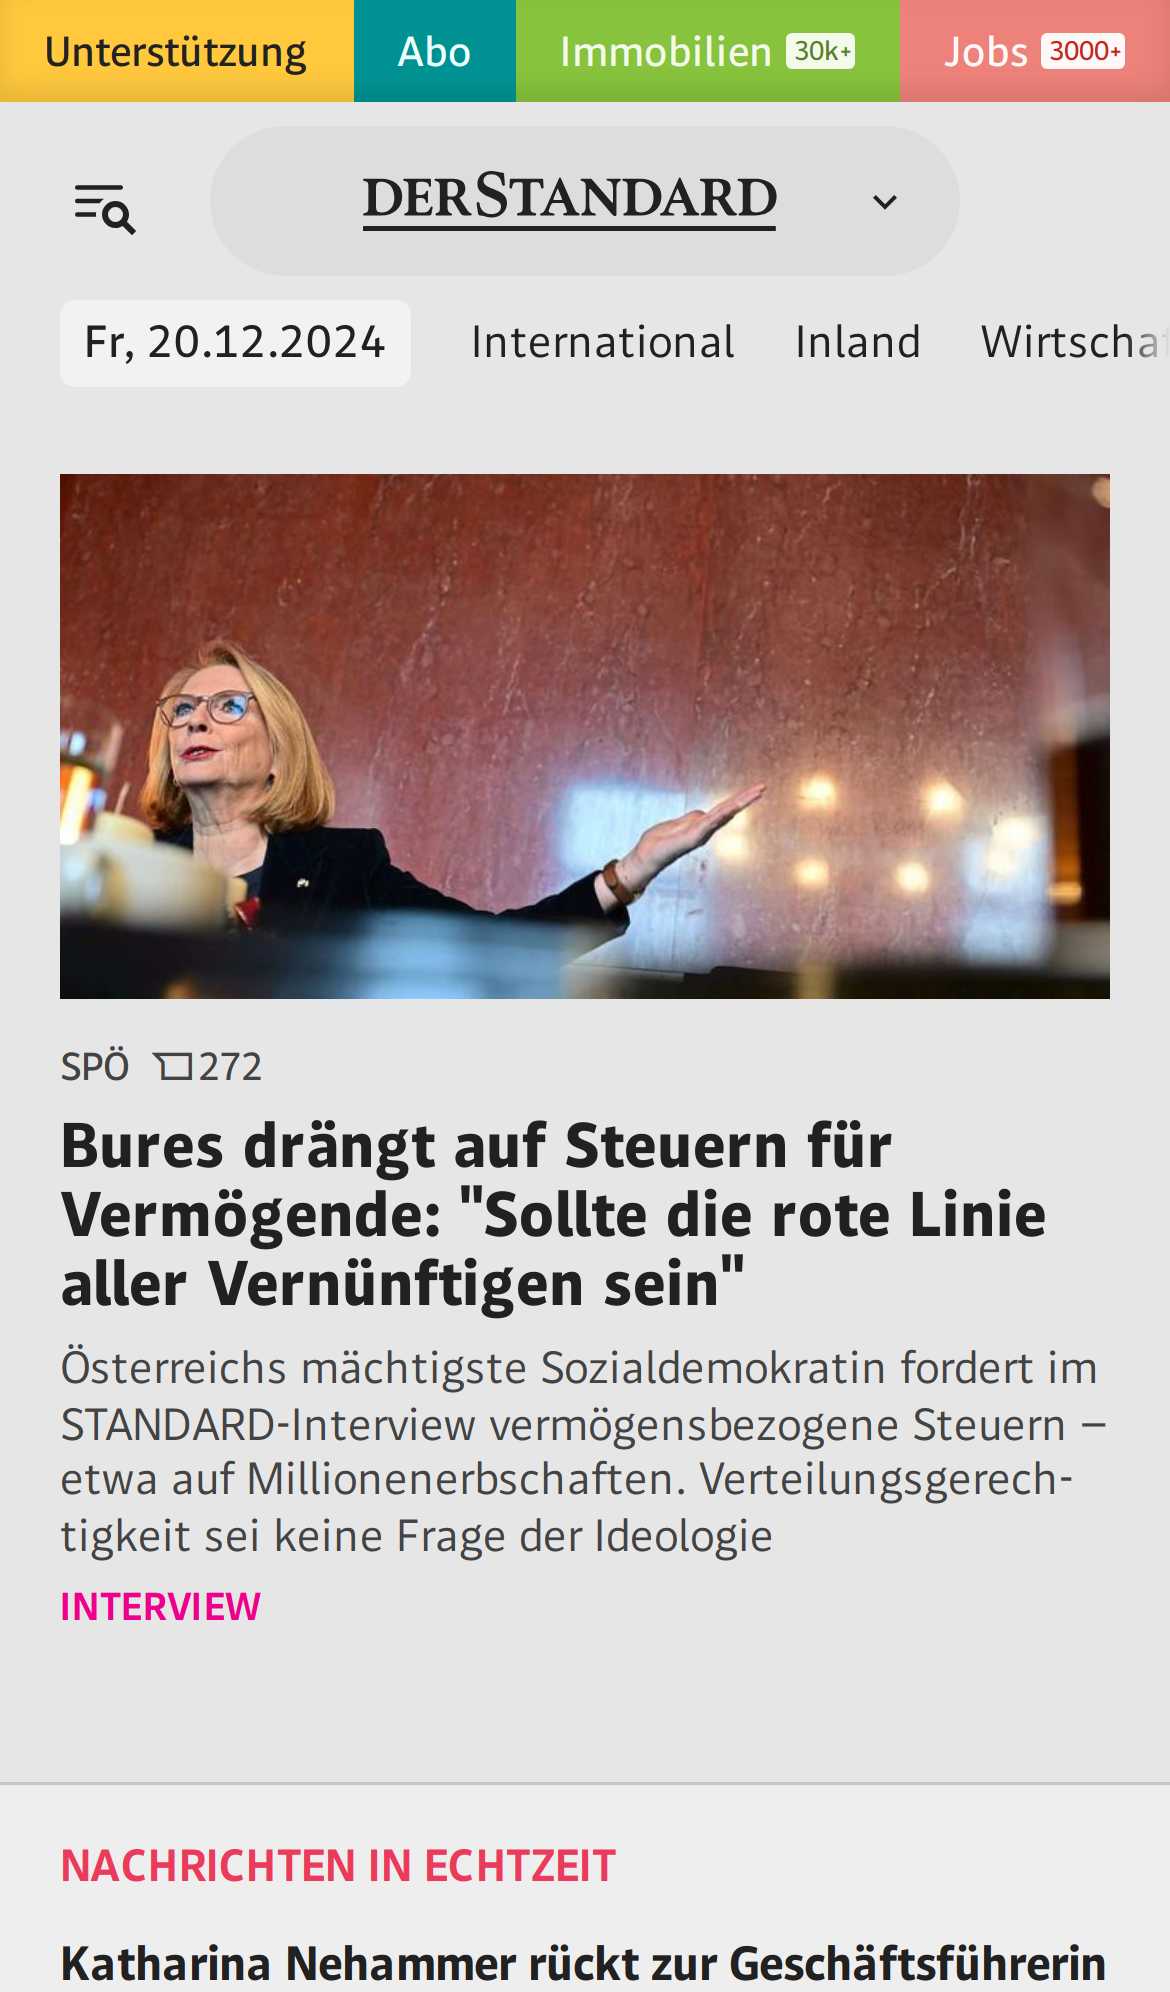 Unterstützung Abo Immobilien 30k+ Jobs 3000+
DERSTANDARD
Fr, 20.12.2024 International Inland
SPÖ 272
Bures drängt auf Steuern für
Vermögende: "Sollte die rote Linie
aller Vernünftigen sein"
Österreichs mächtigste Sozialdemokratin fordert im
STANDARD-Interview vermögensbezogene Steuern –
etwa auf Millionenerbschaften. Verteilungsgerech-
tigkeit sei keine Frage der Ideologie
INTERVIEW
NACHRICHTEN IN ECHTZEIT
Katharina Nehammer rückt zur Geschäftsführerin